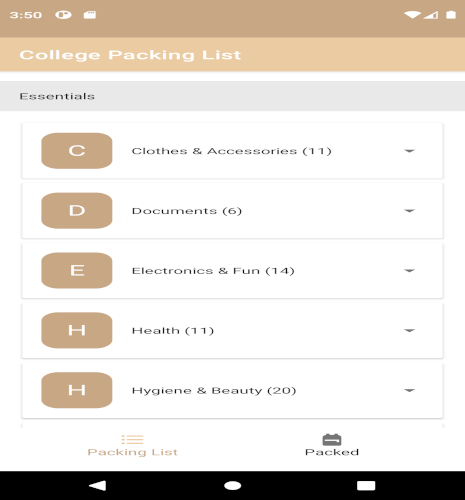 3:50
College Packing List
Essentials
C
Clothes & Accessories (11)
D
Documents (6)
E
Electronics & Fun (14)
H
Health (11)
H
Hygiene & Beauty (20)
Packing List
Packed